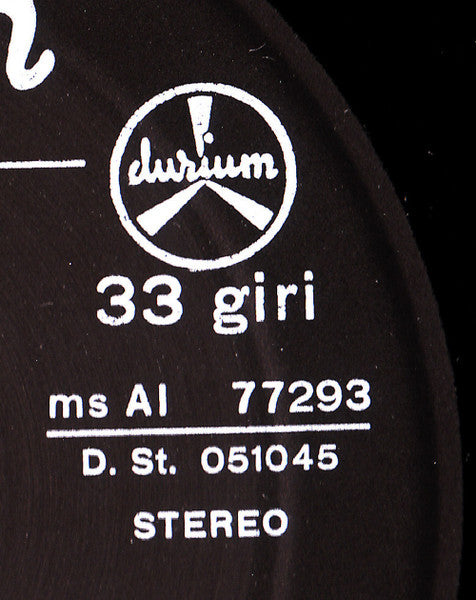 durium
33 giri
ms AI 77293
D. St. 051045
STEREO